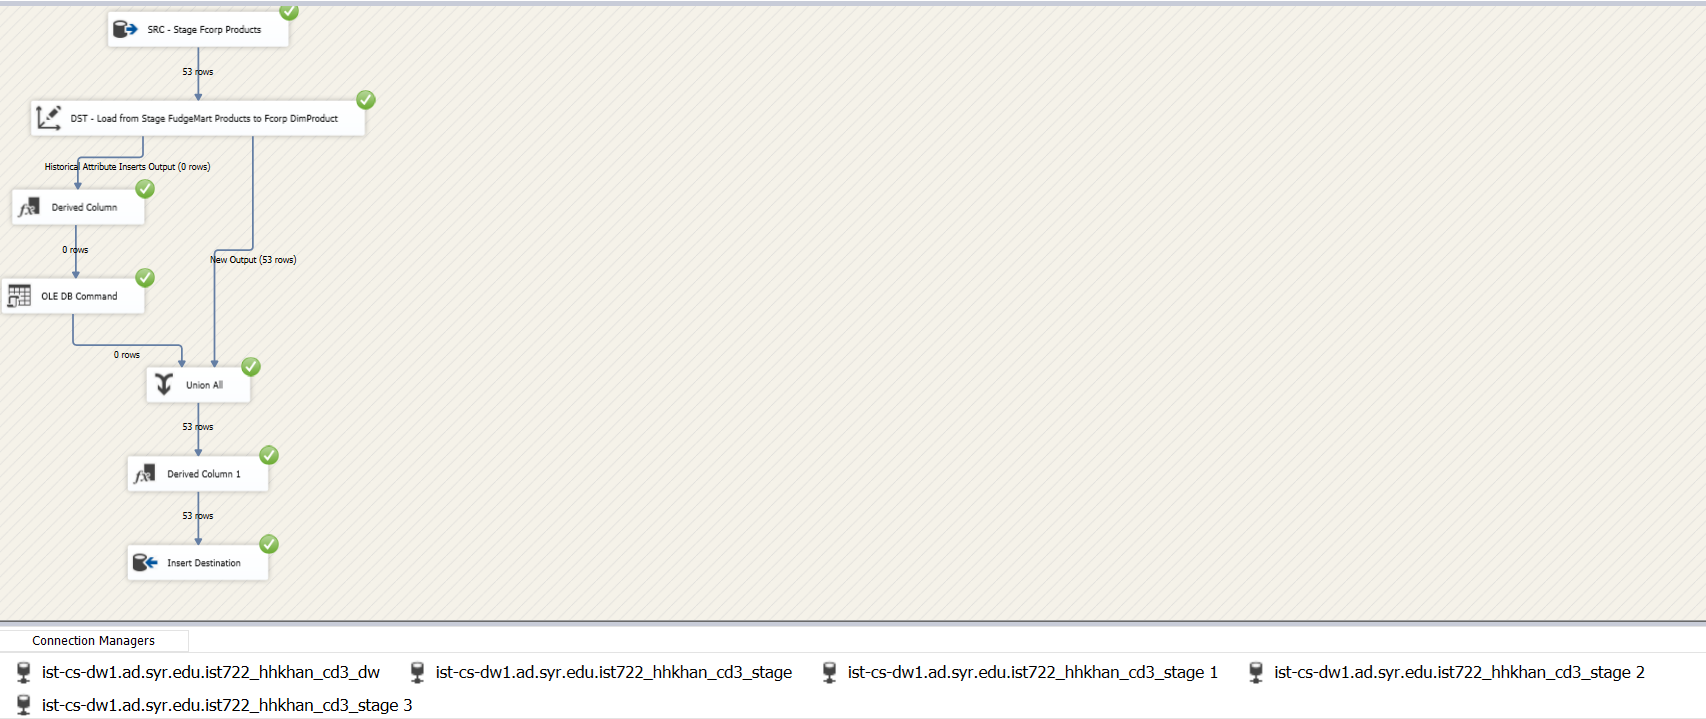 SRC - Stage Fcorp Products
53 rows
DST - Load from Stage FudgeMart Products to Fcorp DimProduct
Historical Attribute Inserts Output (0 rows)
Derived Column
0 rows
New Output (53 rows)
OLE DB Command
0 rows
Union All
53 rows
Derived Column 1
53 rows
Insert Destination
Connection Managers
ist-cs-dw1.ad.syr.edu.ist722_hhkhan_cd3_dw
ist-cs-dw1.ad.syr.edu.ist722_hhkhan_cd3_stage
ist-cs-dw1.ad.syr.edu.ist722_hhkhan_cd3_stage 1
ist-cs-dw1.ad.syr.edu.ist722_hhkhan_cd3_stage 2
ist-cs-dw1.ad.syr.edu.ist722_hhkhan_cd3_stage 3